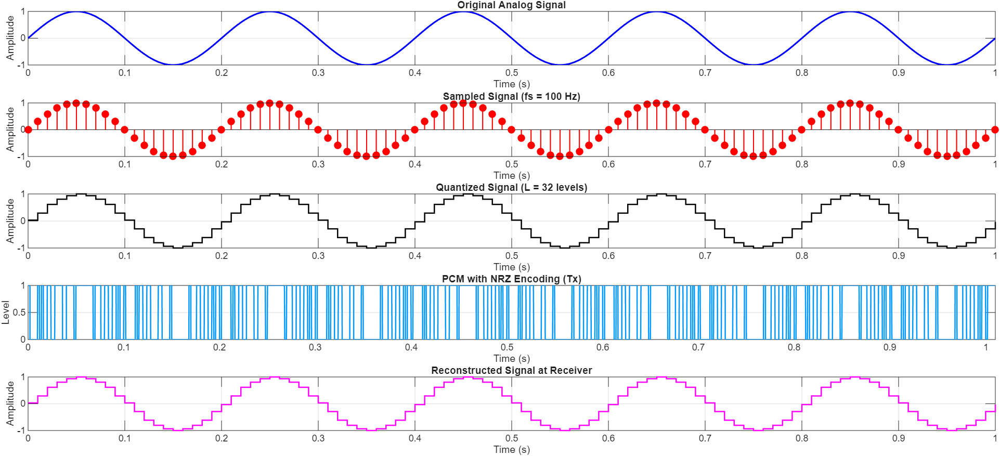 Original Analog Signal
1
0
-1
Amplitude
0 0.1 0.2 0.3 0.4 0.5 0.6 0.7 0.8 0.9 1
Time (s)
Sampled Signal (fs = 100 Hz)
1
0
-1
Amplitude
0 0.1 0.2 0.3 0.4 0.5 0.6 0.7 0.8 0.9 1
Time (s)
Quantized Signal (L = 32 levels)
1
0
-1
Amplitude
0 0.1 0.2 0.3 0.4 0.5 0.6 0.7 0.8 0.9 1
Time (s)
PCM with NRZ Encoding (Tx)
1
0.5
0
Level
0 0.1 0.2 0.3 0.4 0.5 0.6 0.7 0.8 0.9 1
Time (s)
Reconstructed Signal at Receiver
1
0
-1
Amplitude
0 0.1 0.2 0.3 0.4 0.5 0.6 0.7 0.8 0.9 1
Time (s)